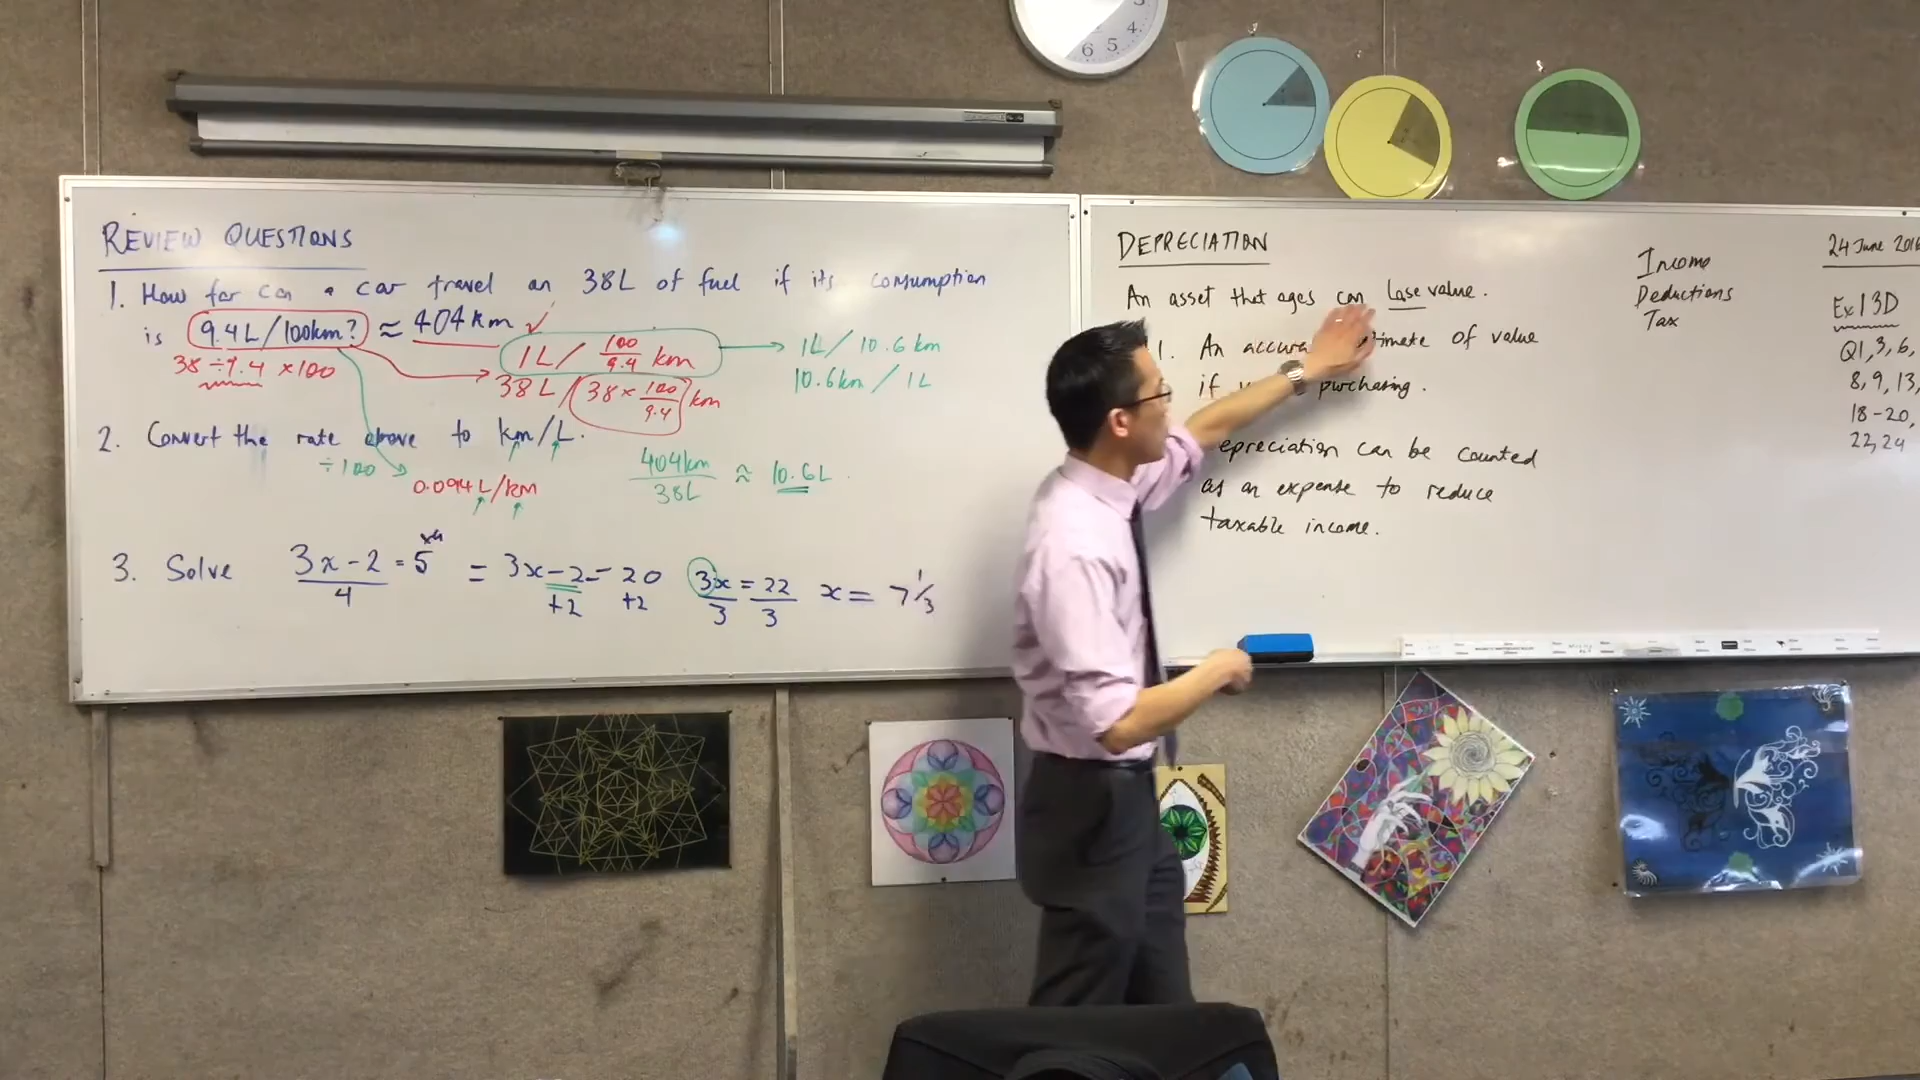 REVIEW QUESTIONS
1. How far can a car travel on 38L of fuel if its consumption
is 9.4L/100km? ≈ 404km ✓
38 ÷ 9.4 × 100
1L / 100/9.4 km → 1L / 10.6 km
38L / (38 × 100/9.4) km
10.6km / 1L
2. Convert the rate above to km/L.
÷100
0.094 L/km
404km/38L ≈ 10.6L
3. Solve (3x-2)/4 = 5 ×4 = 3x-2 = 20 3x/3 = 22/3 x = 7 1/3
+2 +2
DEPRECIATION
An asset that ages can lose value.
1. An of value
if purchasing.
can be counted
as an expense to reduce
taxable income.
Income
Deductions
Tax
24 June 2016
Ex 13D
Q1, 3, 6,
8, 9, 13,
18-20,
22, 24
3
4
5
6